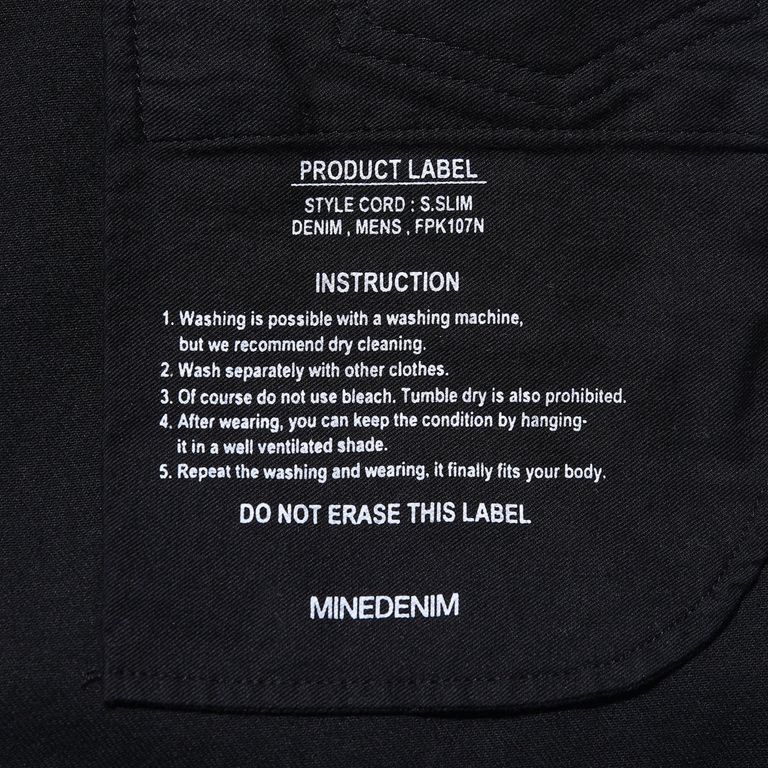 PRODUCT LABEL
STYLE CORD : S.SLIM
DENIM , MENS , FPK107N
INSTRUCTION
1. Washing is possible with a washing machine,
but we recommend dry cleaning.
2. Wash separately with other clothes.
3. Of course do not use bleach. Tumble dry is also prohibited.
4. After wearing, you can keep the condition by hanging-
it in a well ventilated shade.
5. Repeat the washing and wearing, it finally fits your body.
DO NOT ERASE THIS LABEL
MINEDENIM